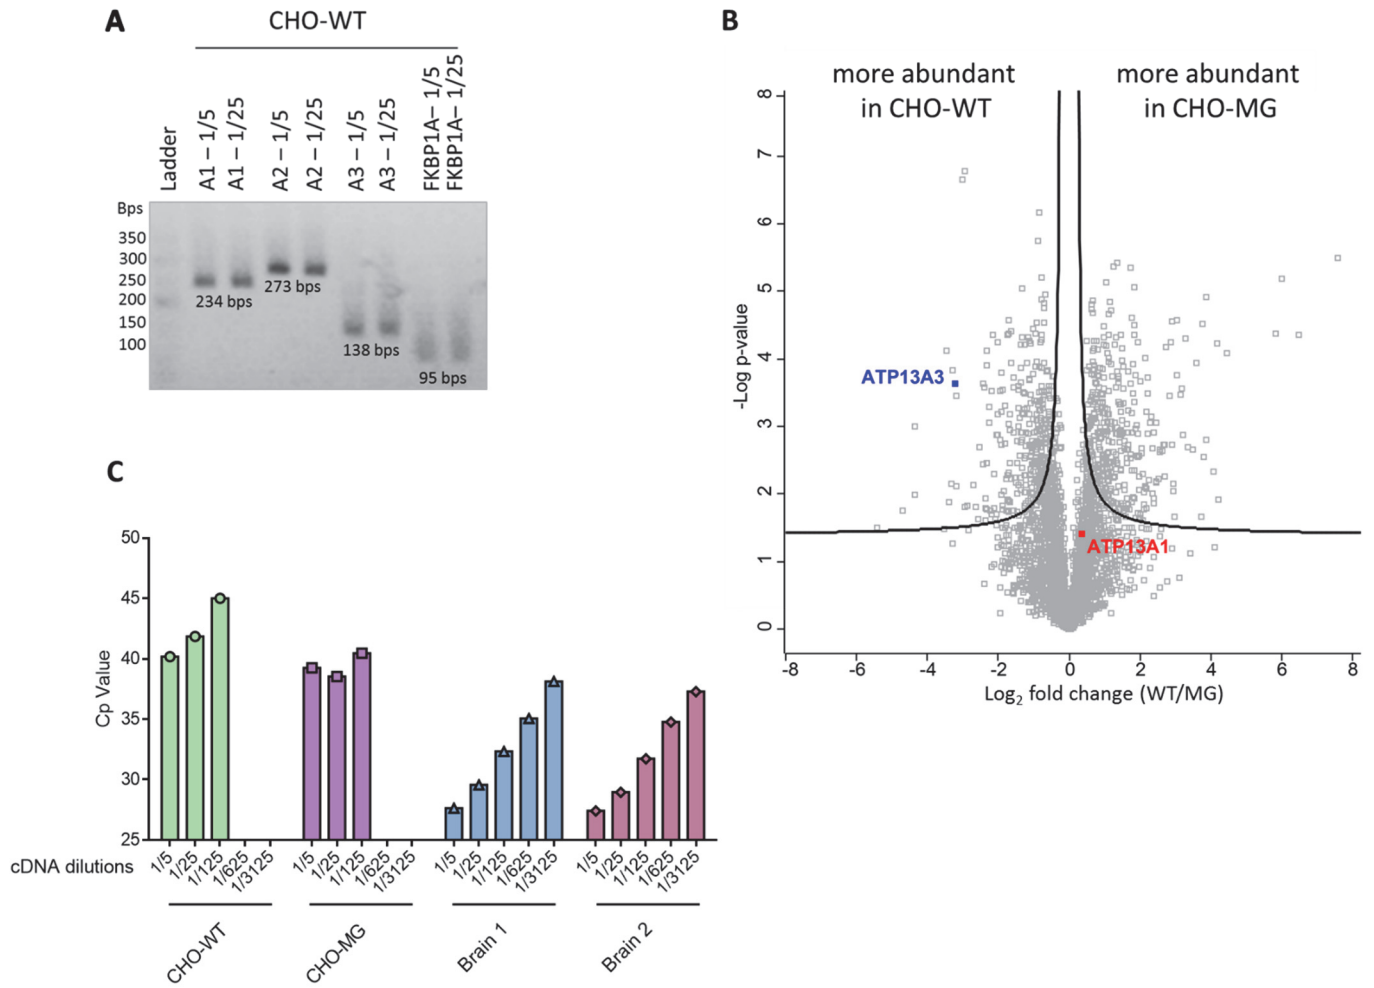 A
CHO-WT
Ladder
A1 – 1/5
A1 – 1/25
A2 – 1/5
A2 – 1/25
A3 – 1/5
A3 – 1/25
FKBP1A– 1/5
FKBP1A– 1/25
Bps
350
300
250
200
150
100
234 bps
273 bps
138 bps
95 bps
B
more abundant
in CHO-WT
more abundant
in CHO-MG
-Log p-value
8
7
6
5
4
3
2
1
0
ATP13A3
ATP13A1
-8 -6 -4 -2 0 2 4 6 8
Log2 fold change (WT/MG)
C
Cp Value
50
45
40
35
30
25
cDNA dilutions
1/5 1/25 1/125 1/625 1/3125
1/5 1/25 1/125 1/625 1/3125
1/5 1/25 1/125 1/625 1/3125
1/5 1/25 1/125 1/625 1/3125
CHO-WT
CHO-MG
Brain 1
Brain 2